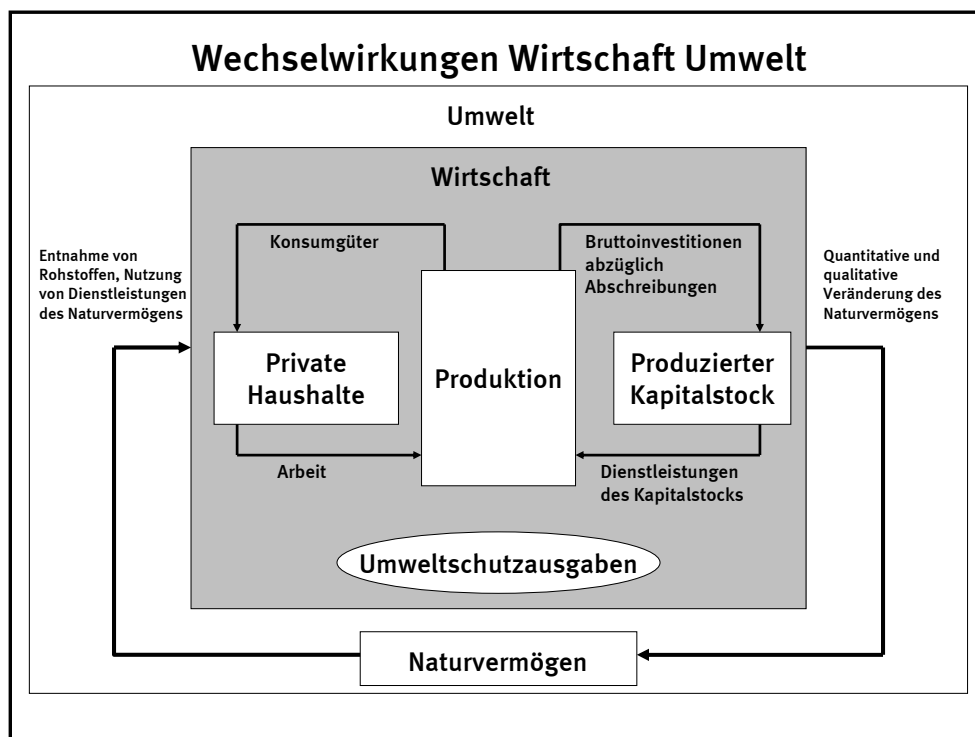 Wechselwirkungen Wirtschaft Umwelt
Umwelt
Wirtschaft
Konsumgüter
Bruttoinvestitionen
abzüglich
Abschreibungen
Entnahme von
Rohstoffen, Nutzung
von Dienstleistungen
des Naturvermögens
Quantitative und
qualitative
Veränderung des
Naturvermögens
Private
Haushalte
Produktion
Produzierter
Kapitalstock
Arbeit
Dienstleistungen
des Kapitalstocks
Umweltschutzausgaben
Naturvermögen